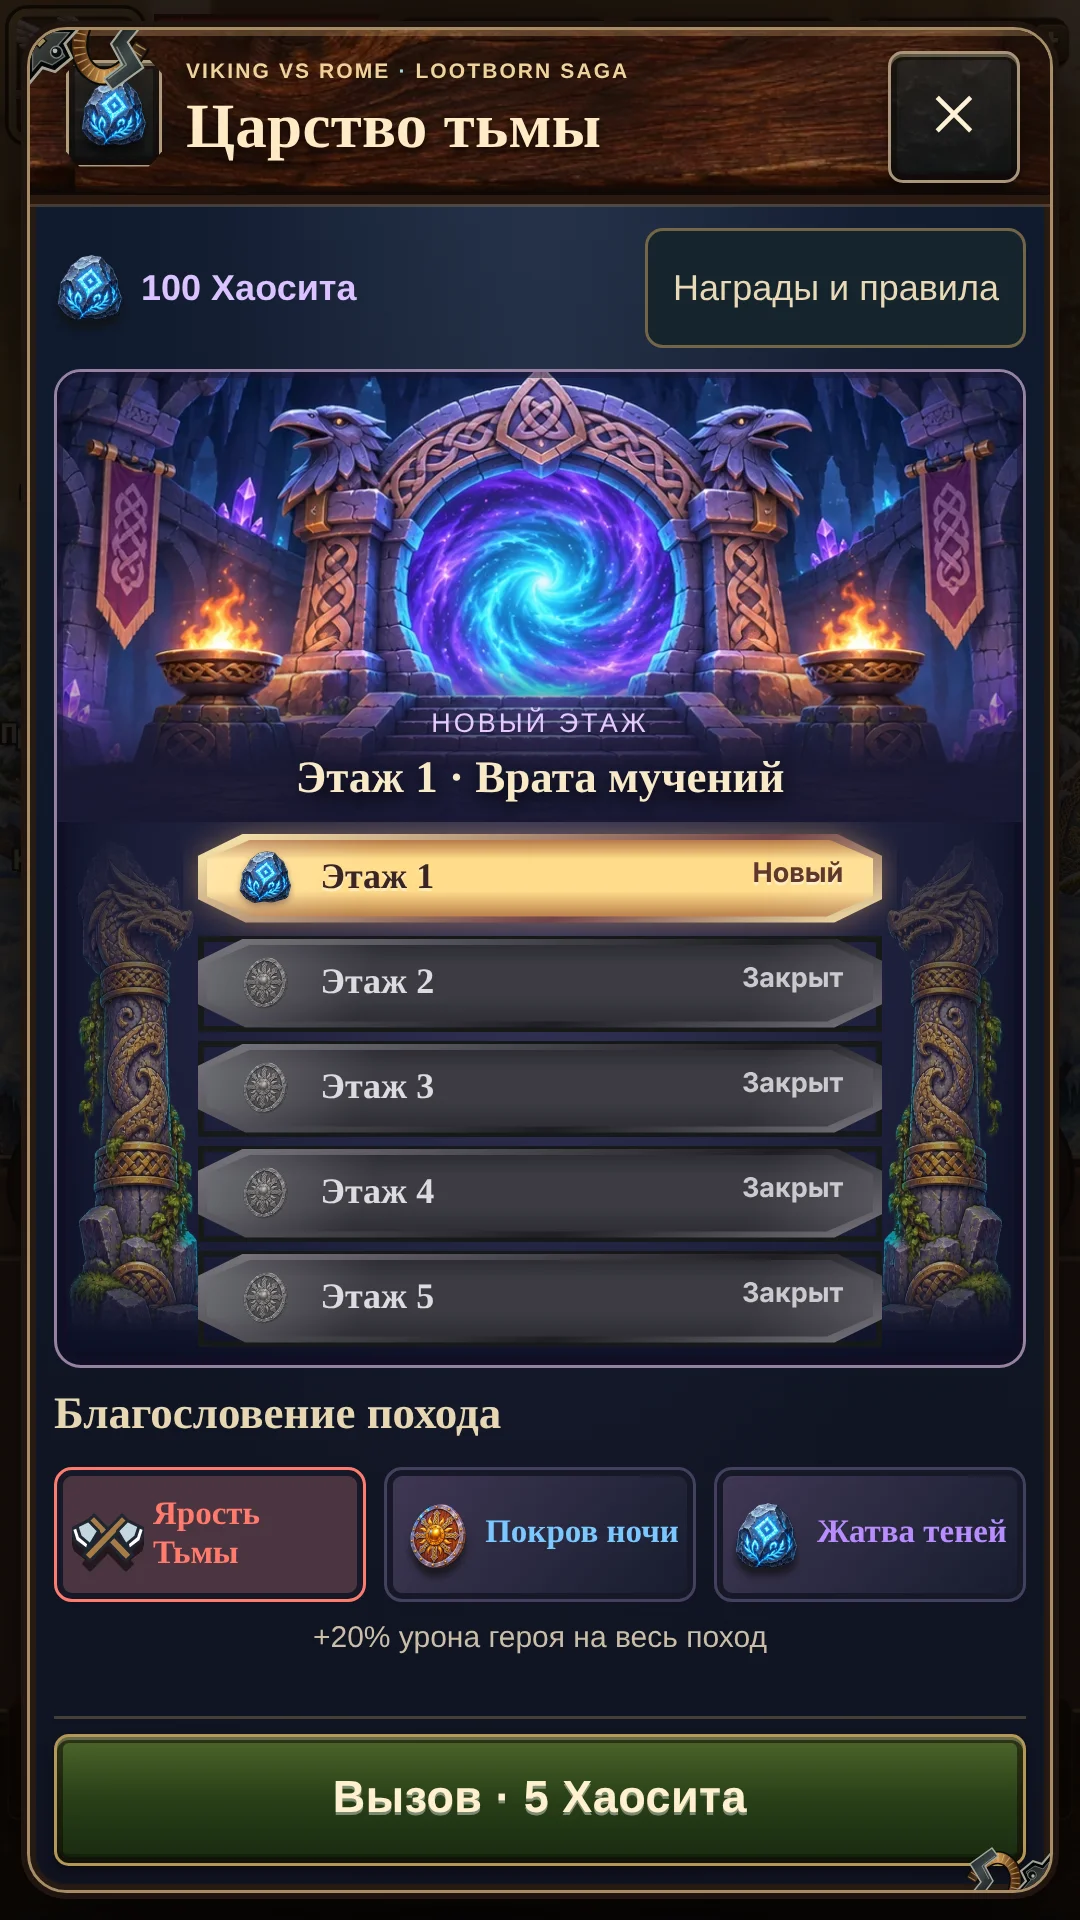 VIKING VS ROME · LOOTBORN SAGA
Царство тьмы
100 Хаосита
Награды и правила
НОВЫЙ ЭТАЖ
Этаж 1 · Врата мучений
Этаж 1
Новый
Этаж 2
Закрыт
Этаж 3
Закрыт
Этаж 4
Закрыт
Этаж 5
Закрыт
Благословение похода
Ярость
Тьмы
Покров ночи
Жатва теней
+20% урона героя на весь поход
Вызов · 5 Хаосита